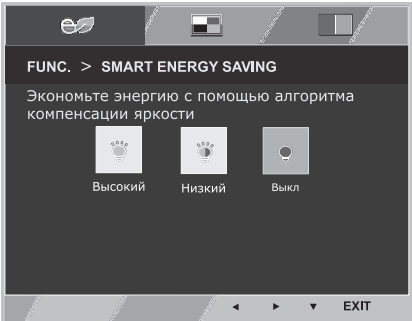 FUNC. > SMART ENERGY SAVING
Экономьте энергию с помощью алгоритма
компенсации яркости
Высокий Низкий Выкл
EXIT